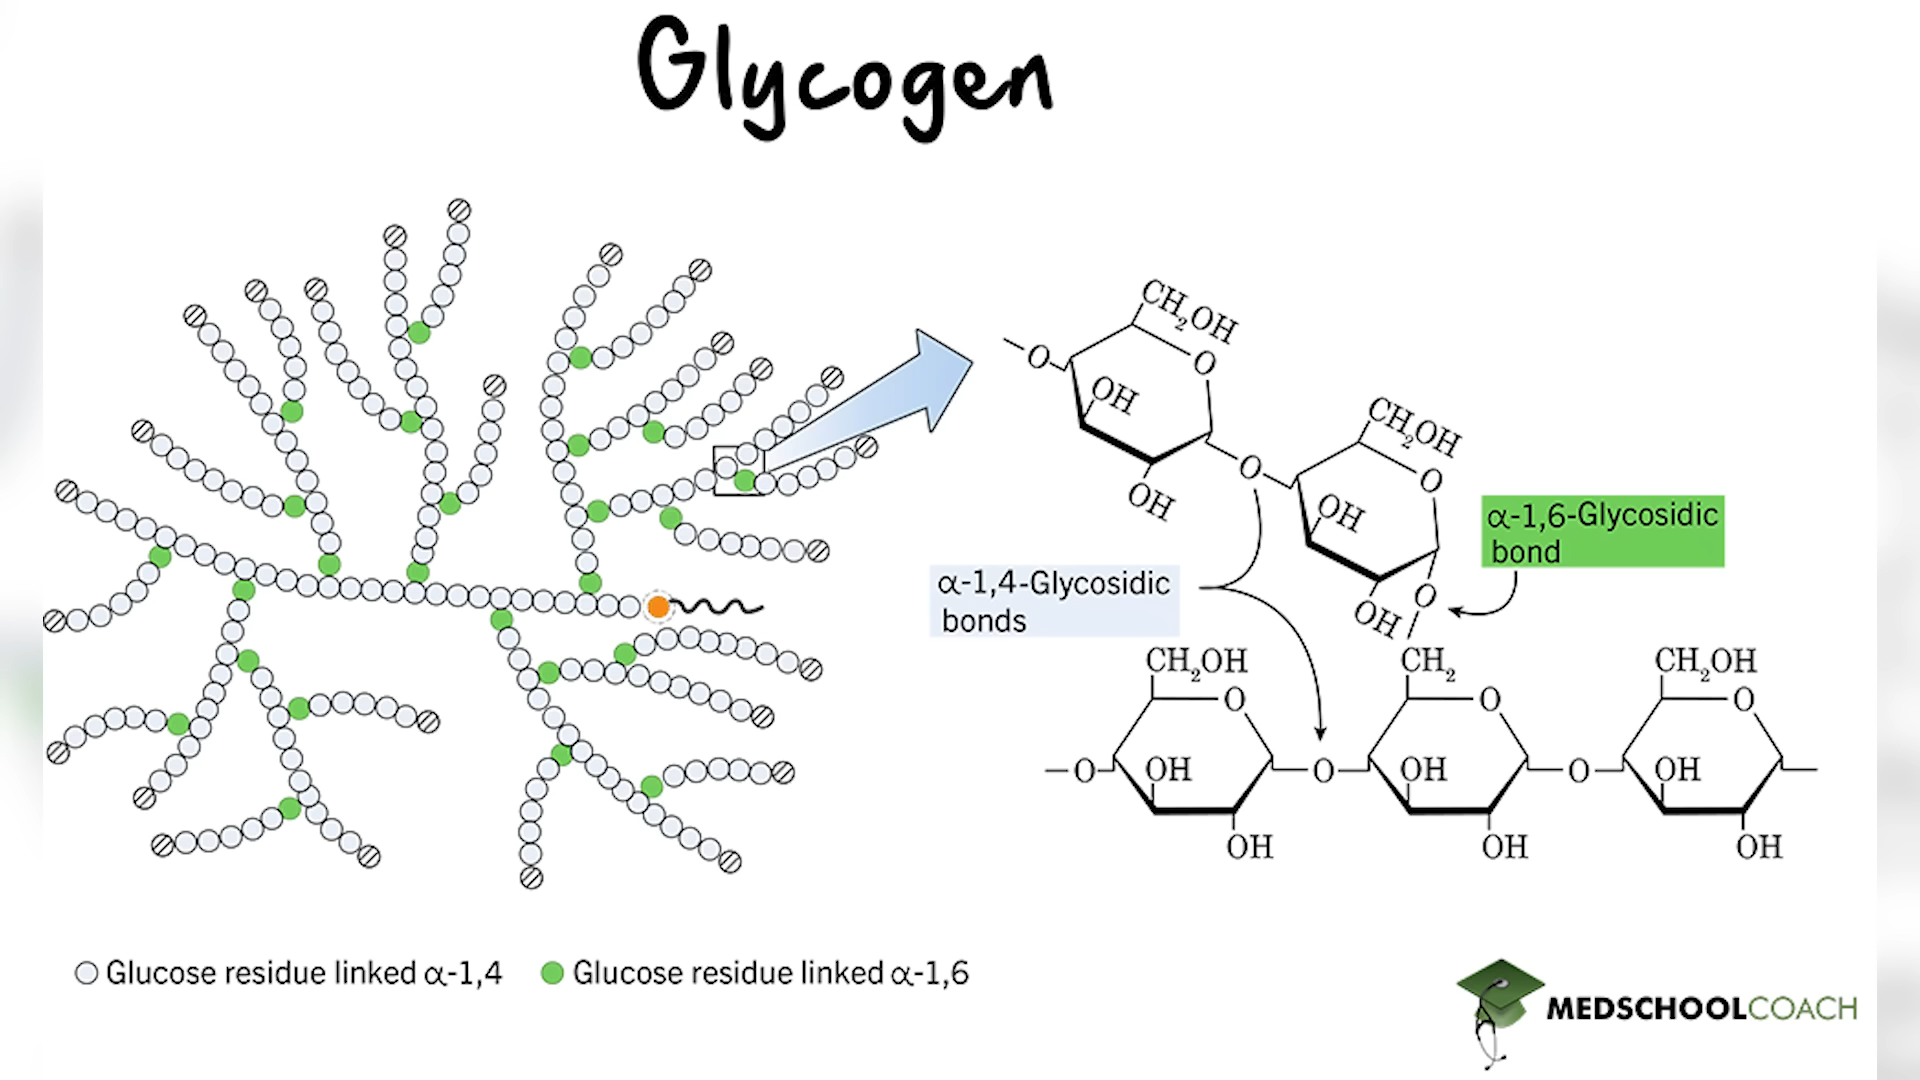 Glycogen
CH₂OH
O
O
OH
OH
O
CH₂OH
O
OH
OH
O
α-1,6-Glycosidic
bond
α-1,4-Glycosidic
bonds
CH₂OH
CH₂
CH₂OH
O
O
O
O
OH
O
OH
O
OH
OH
OH
OH
Glucose residue linked α-1,4
Glucose residue linked α-1,6
MEDSCHOOLCOACH